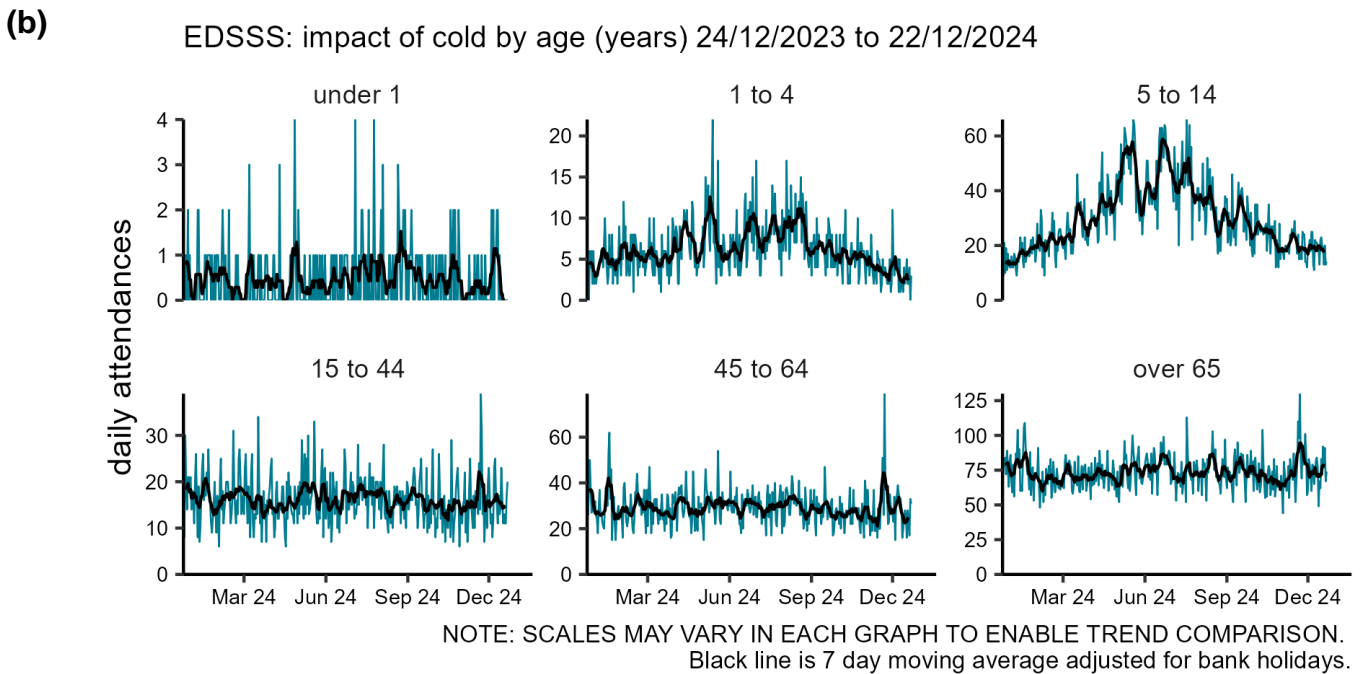 (b)
EDSSS: impact of cold by age (years) 24/12/2023 to 22/12/2024
daily attendances
under 1
4
3
2
1
0
1 to 4
20
15
10
5
0
5 to 14
60
40
20
0
15 to 44
30
20
10
0
Mar 24 Jun 24 Sep 24 Dec 24
45 to 64
60
40
20
0
Mar 24 Jun 24 Sep 24 Dec 24
over 65
125
100
75
50
25
0
Mar 24 Jun 24 Sep 24 Dec 24
NOTE: SCALES MAY VARY IN EACH GRAPH TO ENABLE TREND COMPARISON.
Black line is 7 day moving average adjusted for bank holidays.